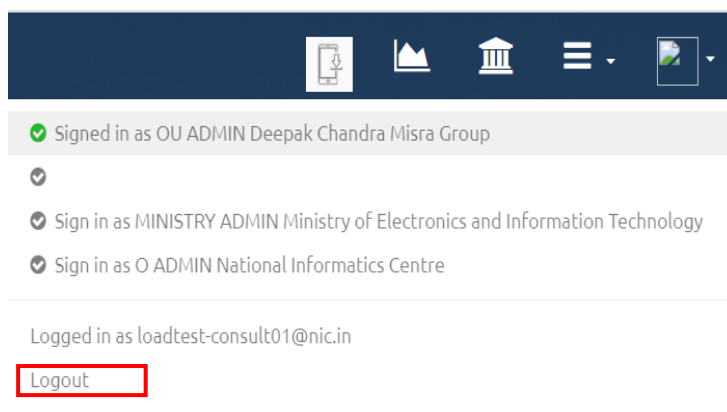 Signed in as OU ADMIN Deepak Chandra Misra Group
Sign in as MINISTRY ADMIN Ministry of Electronics and Information Technology
Sign in as O ADMIN National Informatics Centre
Logged in as loadtest-consult01@nic.in
Logout